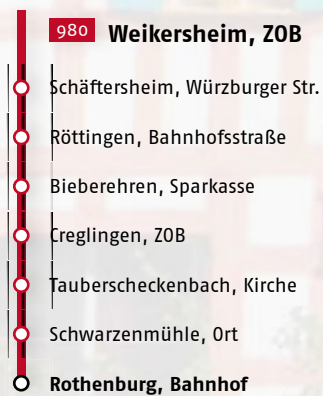 980 Weikersheim, ZOB
Schäftersheim, Würzburger Str.
Röttingen, Bahnhofsstraße
Bieberehren, Sparkasse
Creglingen, ZOB
Tauberscheckenbach, Kirche
Schwarzenmühle, Ort
Rothenburg, Bahnhof